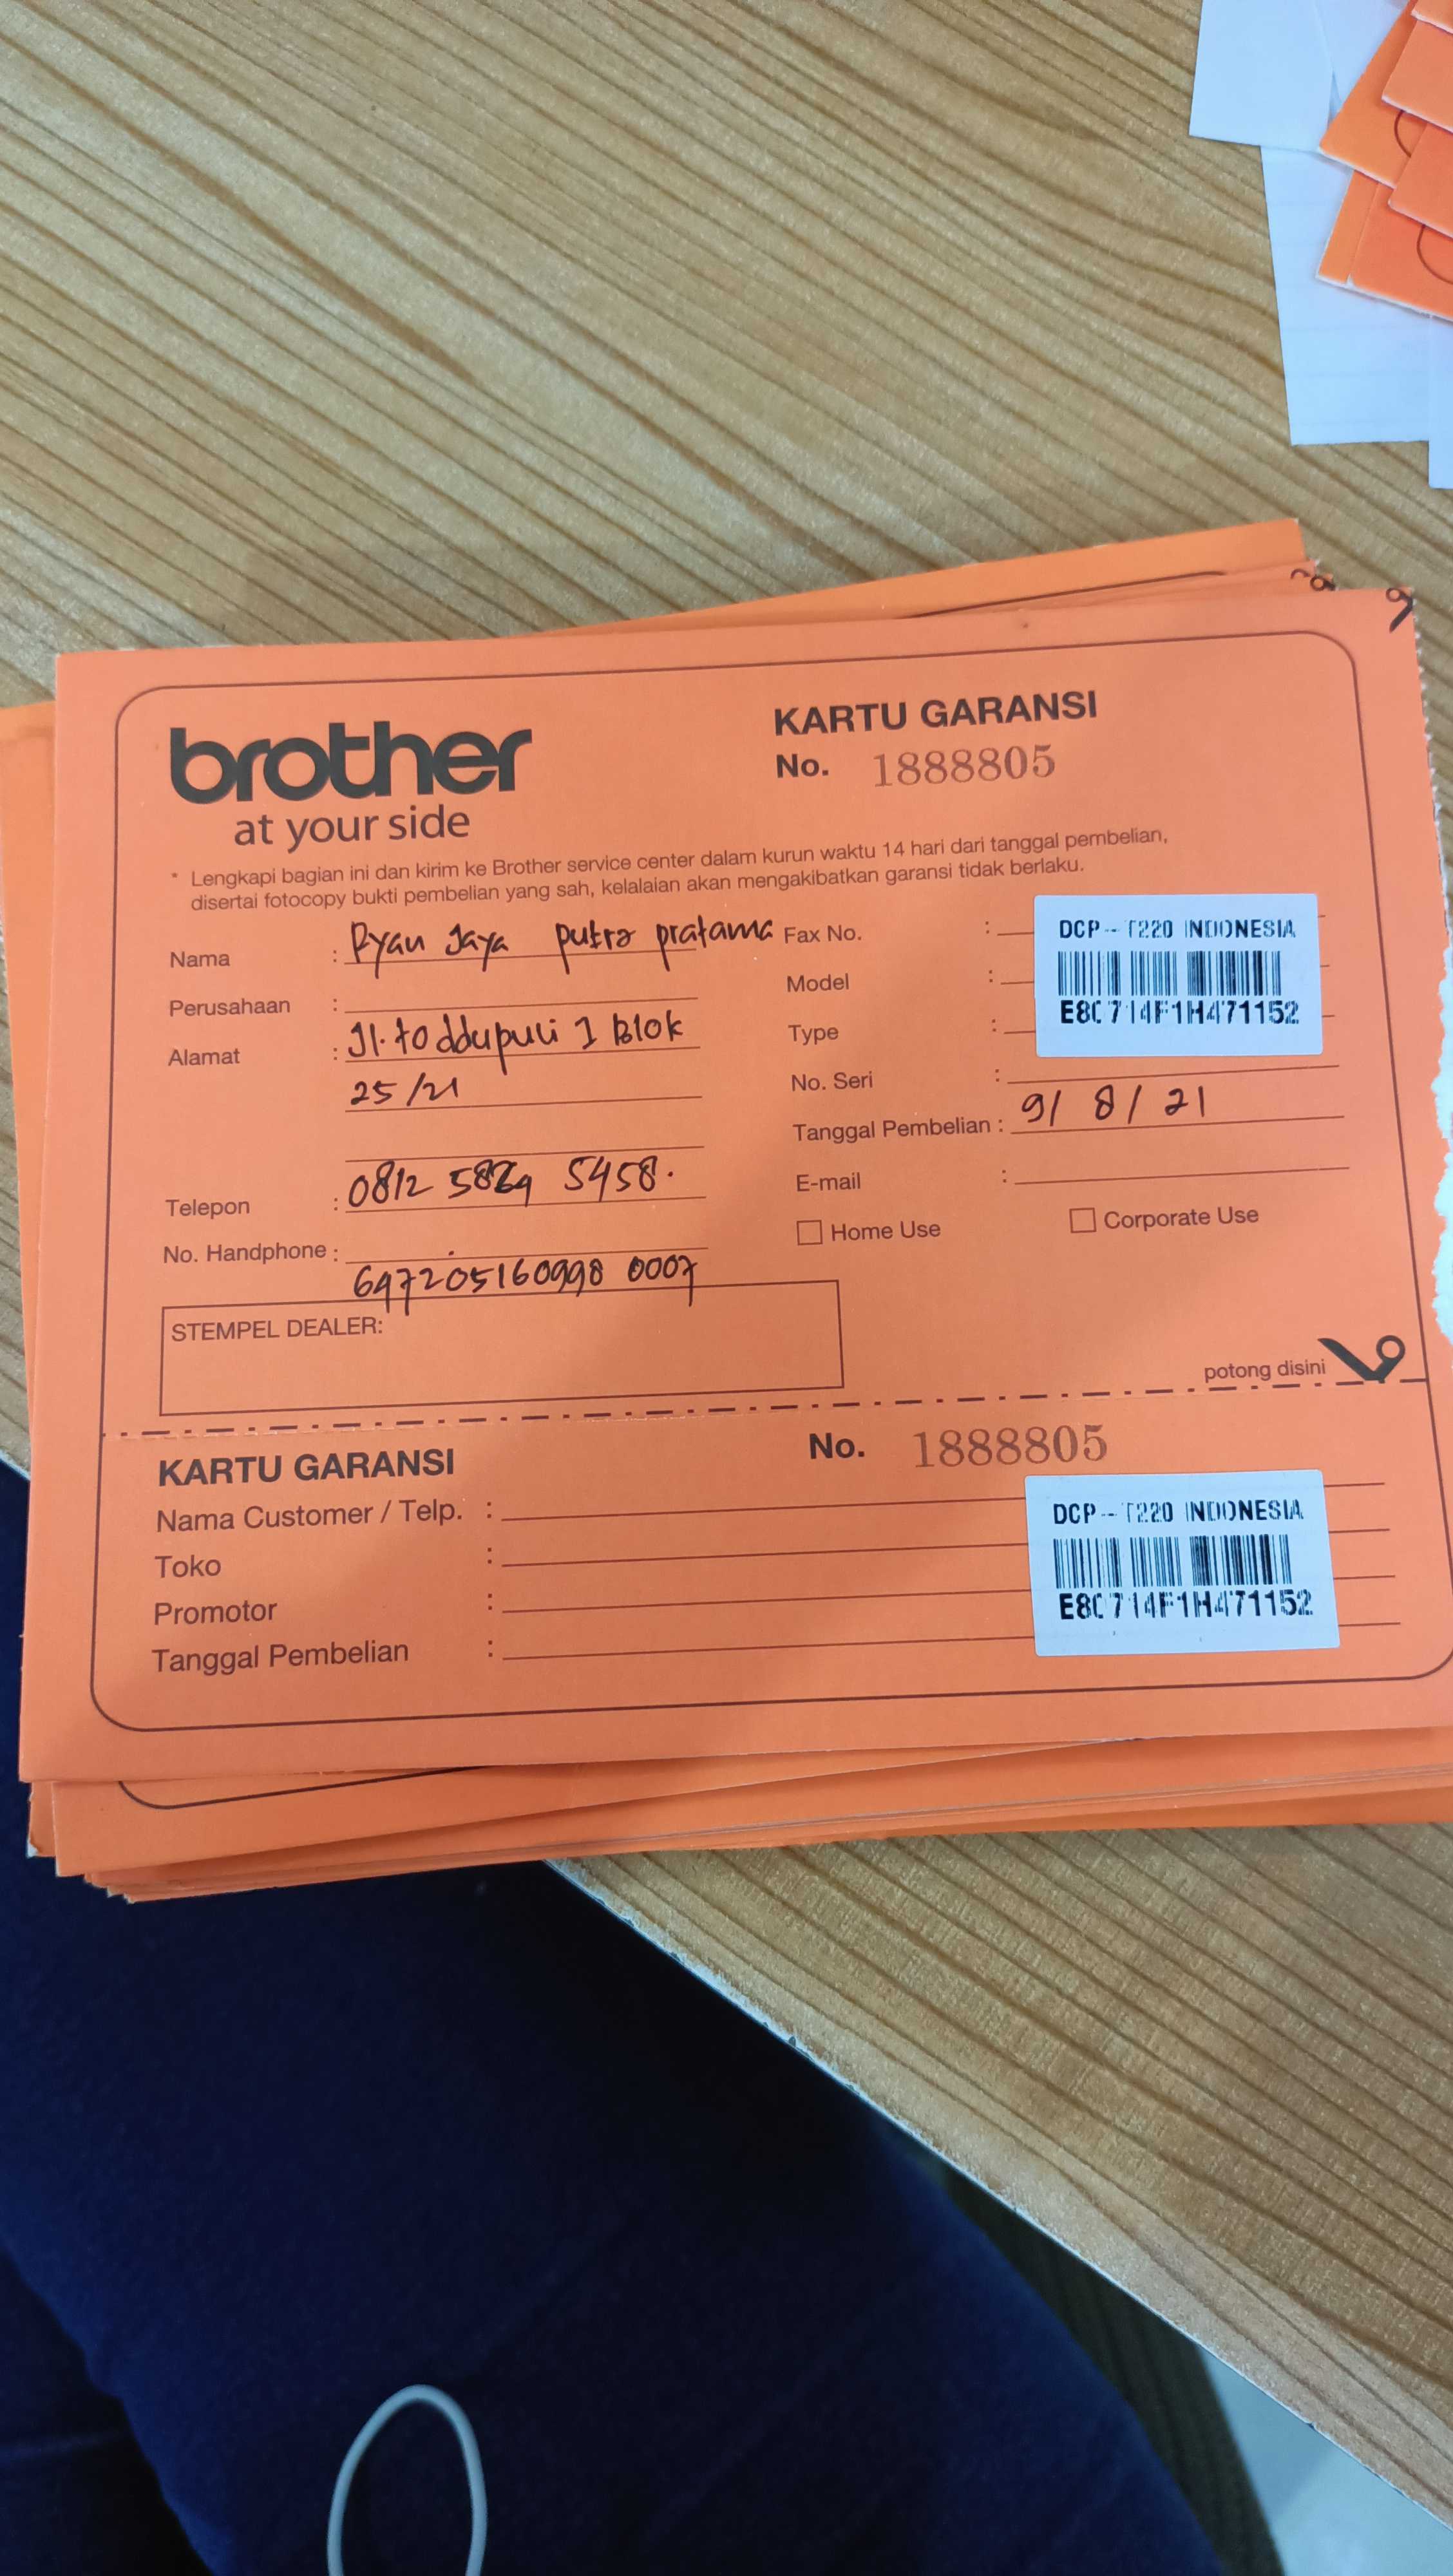 brother
at your side
KARTU GARANSI
No. 1888805
* Lengkapi bagian ini dan kirim ke Brother service center dalam kurun waktu 14 hari dari tanggal pembelian,
disertai fotocopy bukti pembelian yang sah, kelalaian akan mengakibatkan garansi tidak berlaku.
Nama : Ryan Jaya putra pratama
Perusahaan :
Alamat : Jl. toddupuli 1 Blok
25/21
Telepon : 0812 5458.
No. Handphone :
6472051609980007
STEMPEL DEALER:
Fax No. :
Model :
Type :
No. Seri :
DCP-T220 INDONESIA
E80714F1H471152
Tanggal Pembelian : 9/ 8 / 21
E-mail :
Home Use
Corporate Use
potong disini
KARTU GARANSI
No. 1888805
Nama Customer / Telp. :
Toko :
Promotor :
Tanggal Pembelian :
DCP-T220 INDONESIA
E80714F1H471152